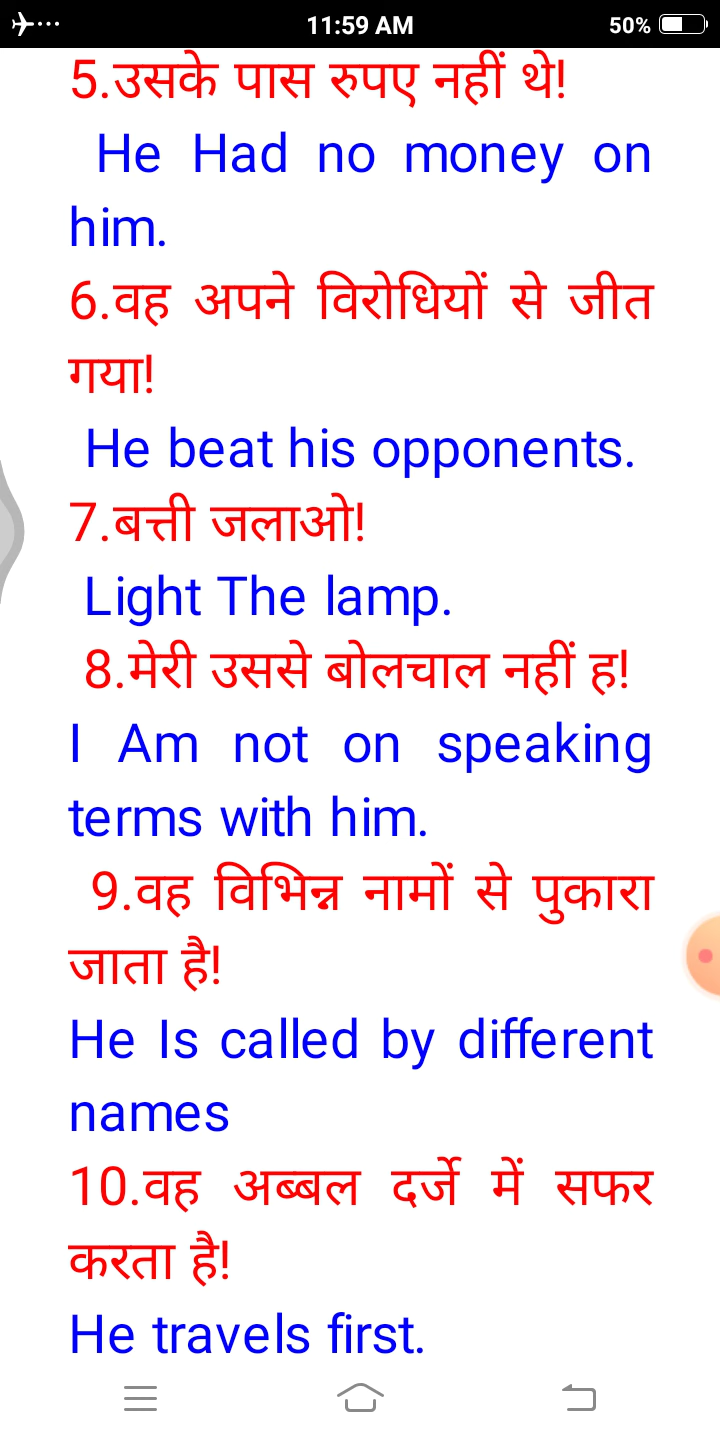 11:59 AM
50%
5.उसके पास रुपए नहीं थे!
He Had no money on
him.
6.वह अपने विरोधियों से जीत
गया!
He beat his opponents.
7.बत्ती जलाओ!
Light The lamp.
8.मेरी उससे बोलचाल नहीं ह!
I Am not on speaking
terms with him.
9.वह विभिन्न नामों से पुकारा
जाता है!
He Is called by different
names
10.वह अब्बल दर्जे में सफर
करता है!
He travels first.